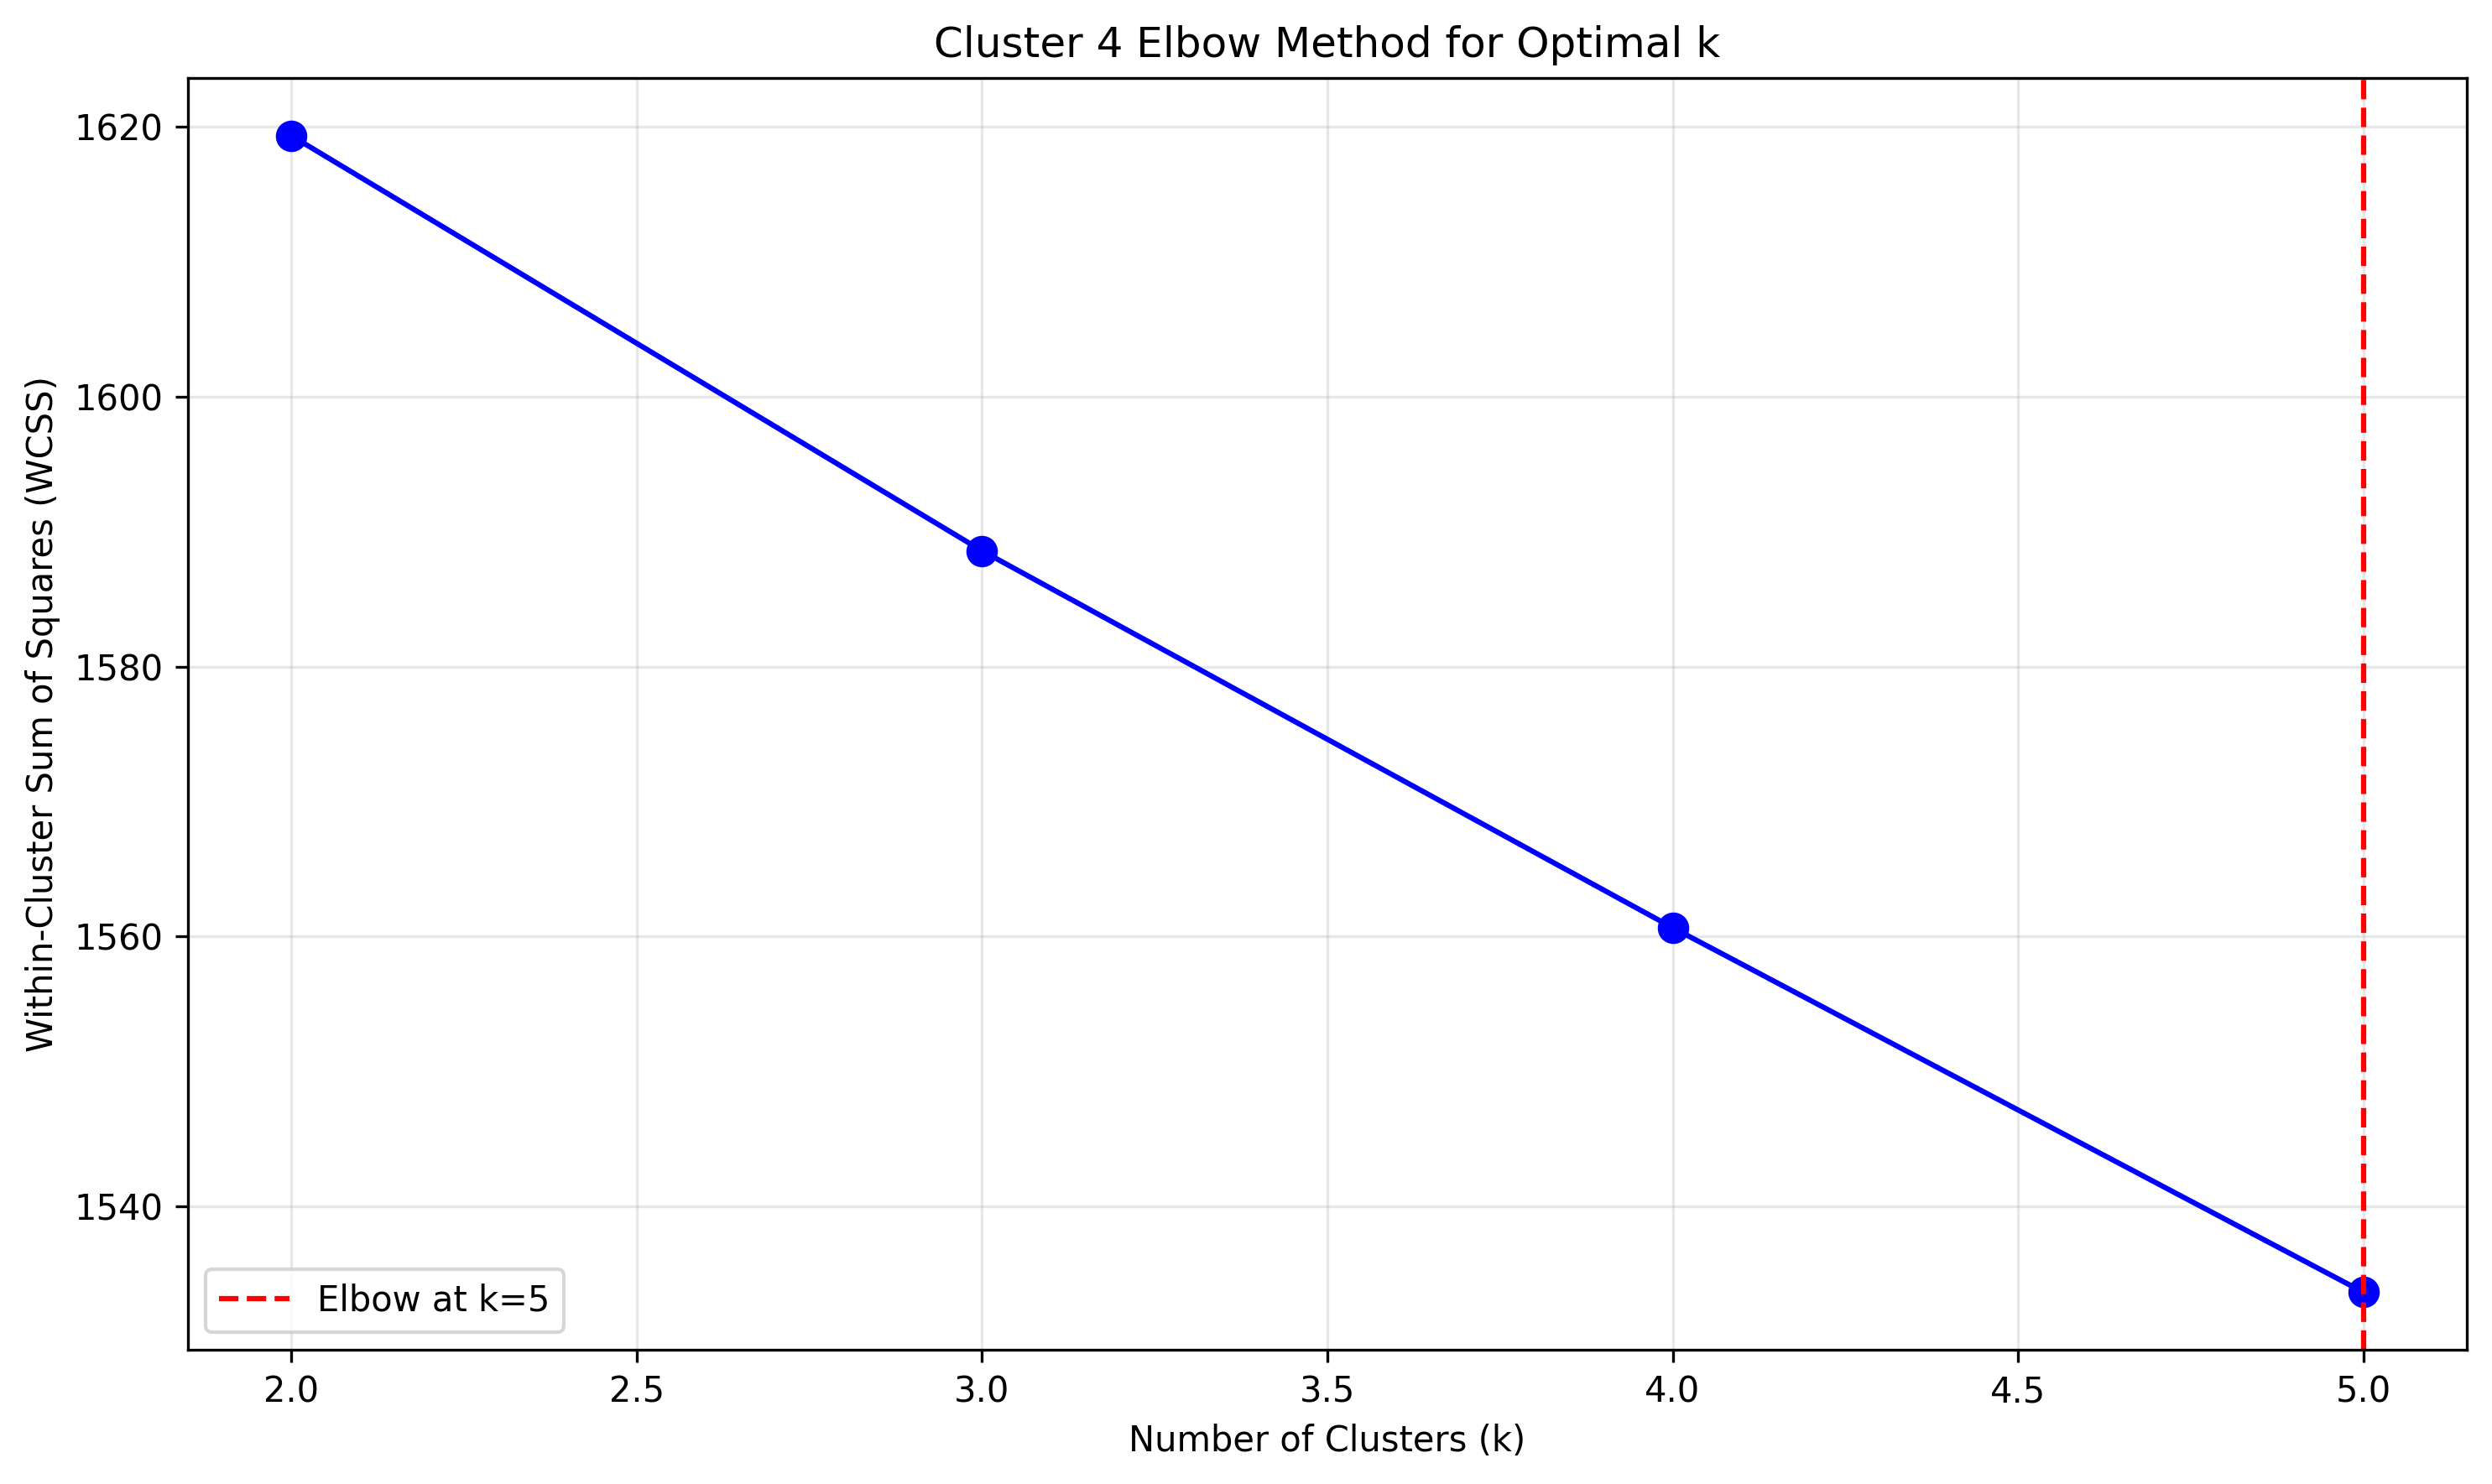 Cluster 4 Elbow Method for Optimal k
Within-Cluster Sum of Squares (WCSS)
1620
1600
1580
1560
1540
Elbow at k=5
2.0 2.5 3.0 3.5 4.0 4.5 5.0
Number of Clusters (k)